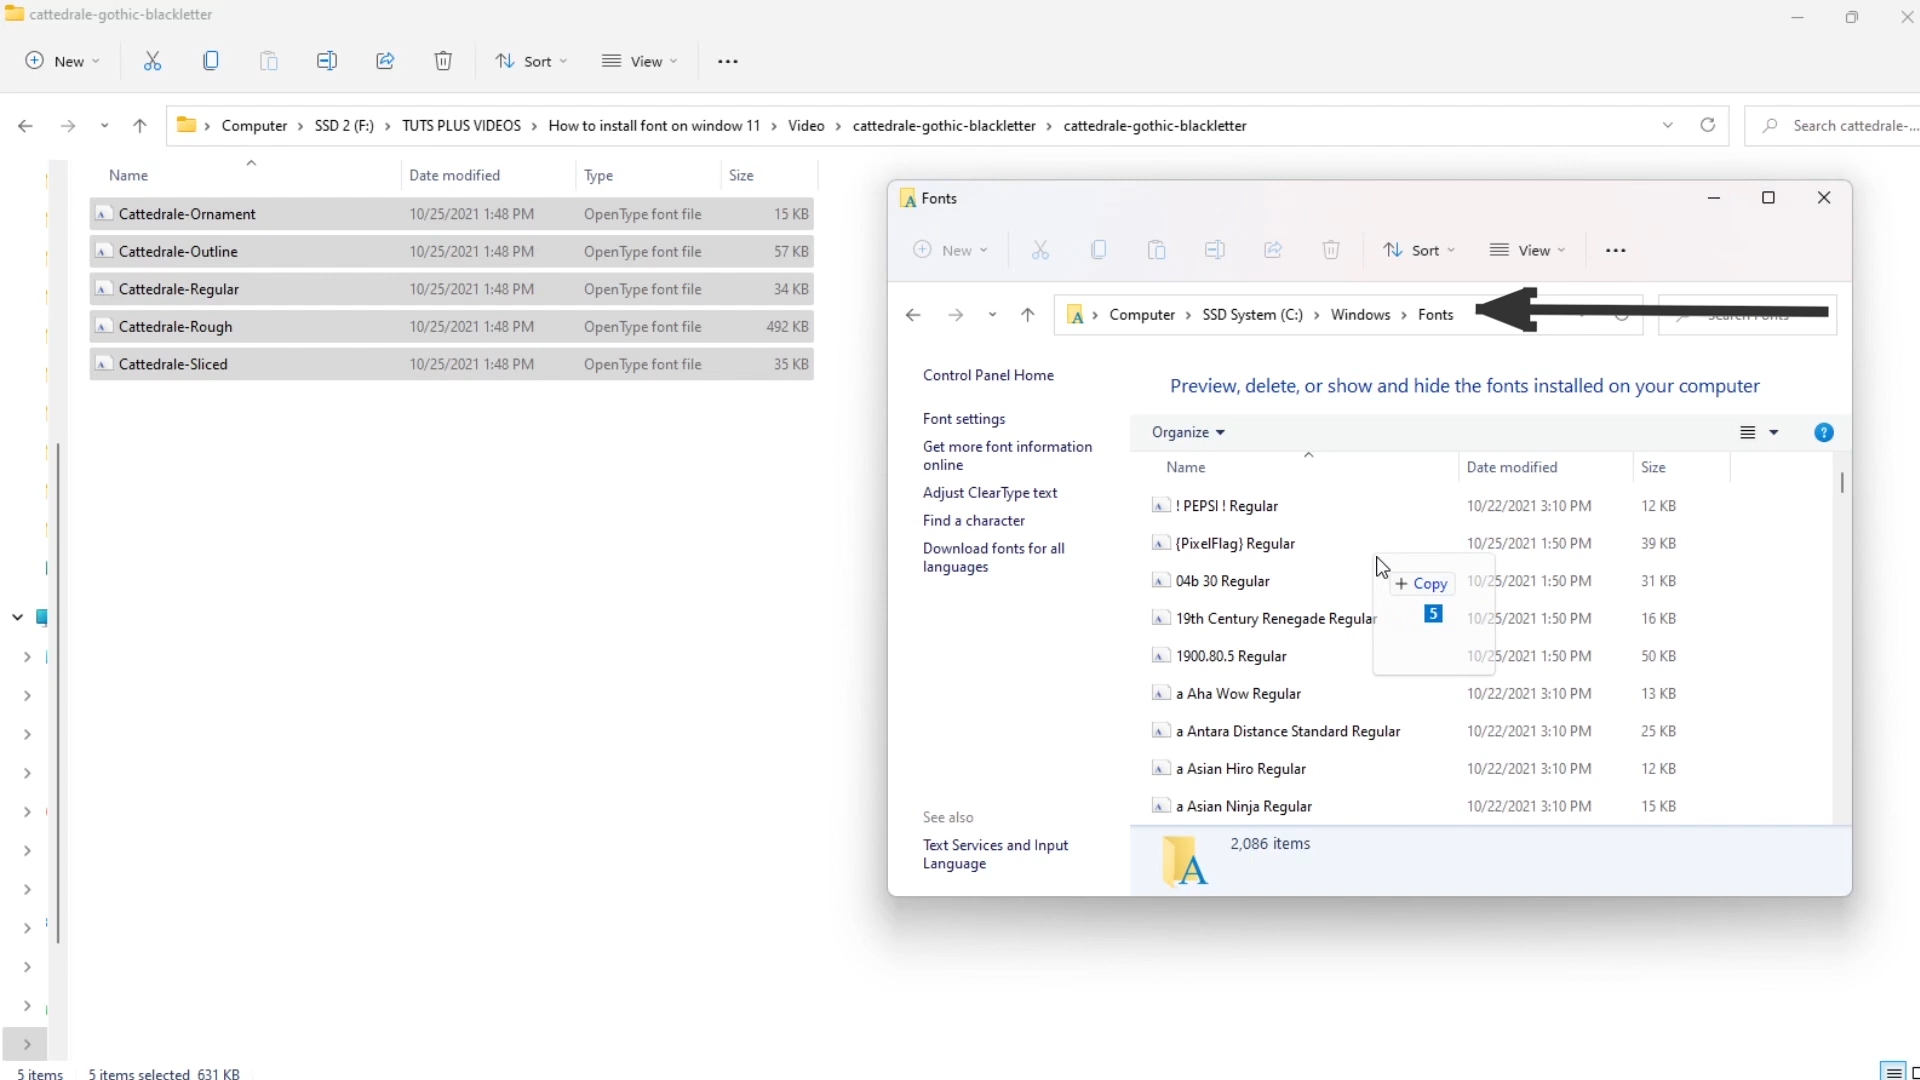 cattedrale-gothic-blackletter
New
Sort
View
Computer > SSD 2 (F:) > TUTS PLUS VIDEOS > How to install font on window 11 > Video > cattedrale-gothic-blackletter > cattedrale-gothic-blackletter
Search cattedrale-...
Name Date modified Type Size
Cattedrale-Ornament 10/25/2021 1:48 PM OpenType font file 15 KB
Cattedrale-Outline 10/25/2021 1:48 PM OpenType font file 57 KB
Cattedrale-Regular 10/25/2021 1:48 PM OpenType font file 34 KB
Cattedrale-Rough 10/25/2021 1:48 PM OpenType font file 492 KB
Cattedrale-Sliced 10/25/2021 1:48 PM OpenType font file 35 KB
5 items 5 items selected 631 KB
Fonts
New
Sort
View
Computer > SSD System (C:) > Windows > Fonts
Search Fonts
Control Panel Home
Font settings
Get more font information
online
Adjust ClearType text
Find a character
Download fonts for all
languages
See also
Text Services and Input
Language
Preview, delete, or show and hide the fonts installed on your computer
Organize
Name Date modified Size
! PEPSI ! Regular 10/22/2021 3:10 PM 12 KB
{PixelFlag} Regular 10/25/2021 1:50 PM 39 KB
04b 30 Regular 10/25/2021 1:50 PM 31 KB
+ Copy
5
19th Century Renegade Regular 10/25/2021 1:50 PM 16 KB
1900.80.5 Regular 10/25/2021 1:50 PM 50 KB
a Aha Wow Regular 10/22/2021 3:10 PM 13 KB
a Antara Distance Standard Regular 10/22/2021 3:10 PM 25 KB
a Asian Hiro Regular 10/22/2021 3:10 PM 12 KB
a Asian Ninja Regular 10/22/2021 3:10 PM 15 KB
2,086 items